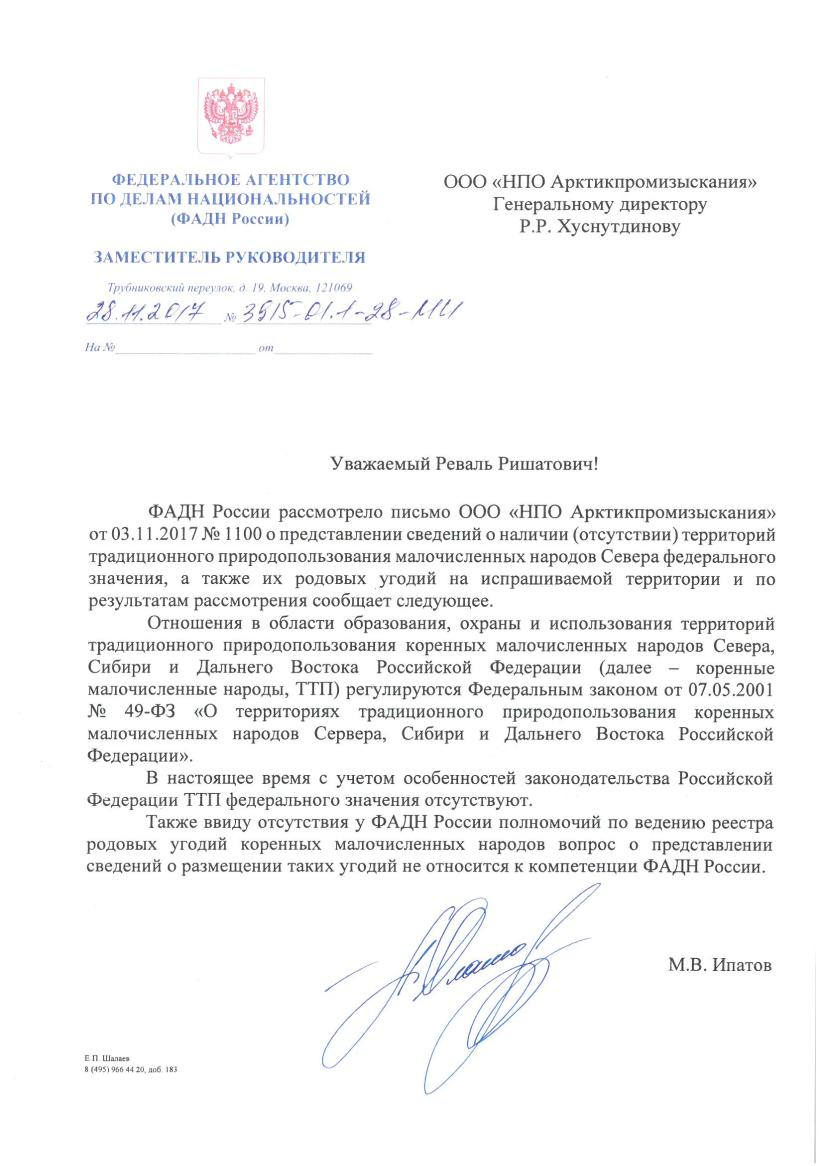 ФЕДЕРАЛЬНОЕ АГЕНТСТВО
ПО ДЕЛАМ НАЦИОНАЛЬНОСТЕЙ
(ФАДН России)
ЗАМЕСТИТЕЛЬ РУКОВОДИТЕЛЯ
Трубниковский переулок, д. 19, Москва, 121069
28.11.2017 № 3915-01.1-28-МИ
На № от
ООО «НПО Арктикпромизыскания»
Генеральному директору
Р.Р. Хуснутдинову
Уважаемый Реваль Ришатович!
ФАДН России рассмотрело письмо ООО «НПО Арктикпромизыскания»
от 03.11.2017 № 1100 о представлении сведений о наличии (отсутствии) территорий
традиционного природопользования малочисленных народов Севера федерального
значения, а также их родовых угодий на испрашиваемой территории и по
результатам рассмотрения сообщает следующее.
Отношения в области образования, охраны и использования территорий
традиционного природопользования коренных малочисленных народов Севера,
Сибири и Дальнего Востока Российской Федерации (далее – коренные
малочисленные народы, ТТП) регулируются Федеральным законом от 07.05.2001
№ 49-ФЗ «О территориях традиционного природопользования коренных
малочисленных народов Сервера, Сибири и Дальнего Востока Российской
Федерации».
В настоящее время с учетом особенностей законодательства Российской
Федерации ТТП федерального значения отсутствуют.
Также ввиду отсутствия у ФАДН России полномочий по ведению реестра
родовых угодий коренных малочисленных народов вопрос о представлении
сведений о размещении таких угодий не относится к компетенции ФАДН России.
М.В. Ипатов
Е.П. Шалаев
8 (495) 966 44 20, доб. 183